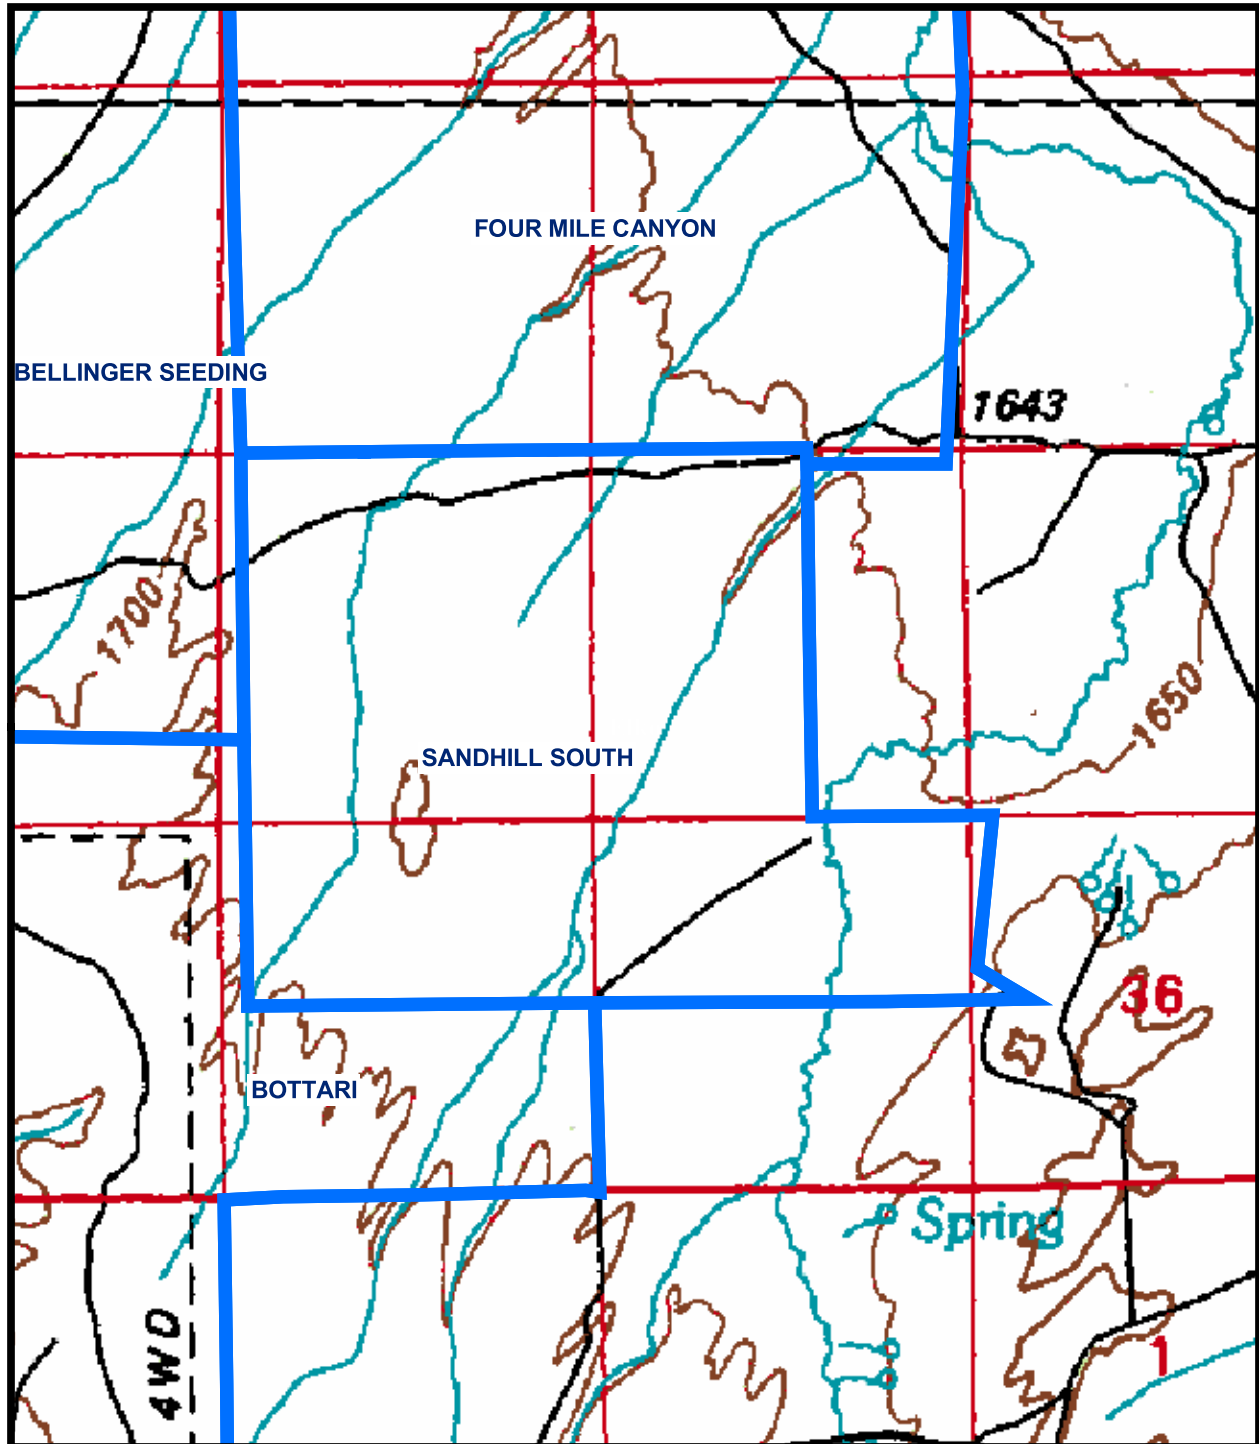 FOUR MILE CANYON
BELLINGER SEEDING
1643
1700
1650
SANDHILL SOUTH
36
BOTTARI
Spring
4WD
1